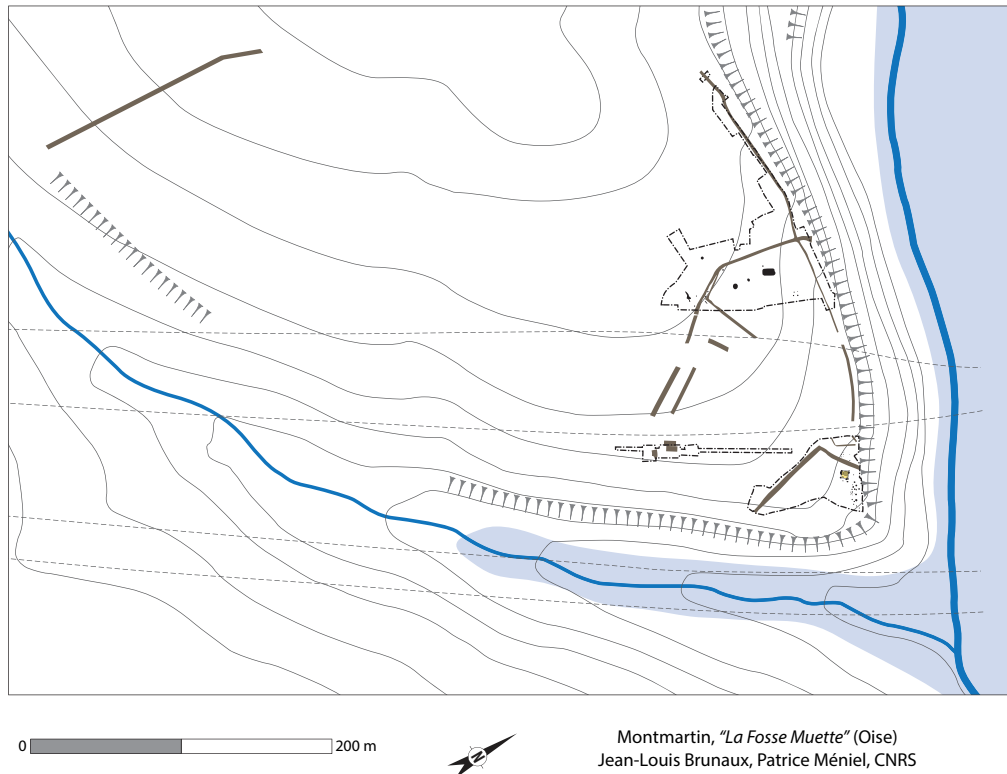 0
200 m
N
Montmartin, “La Fosse Muette” (Oise)
Jean-Louis Brunaux, Patrice Méniel, CNRS